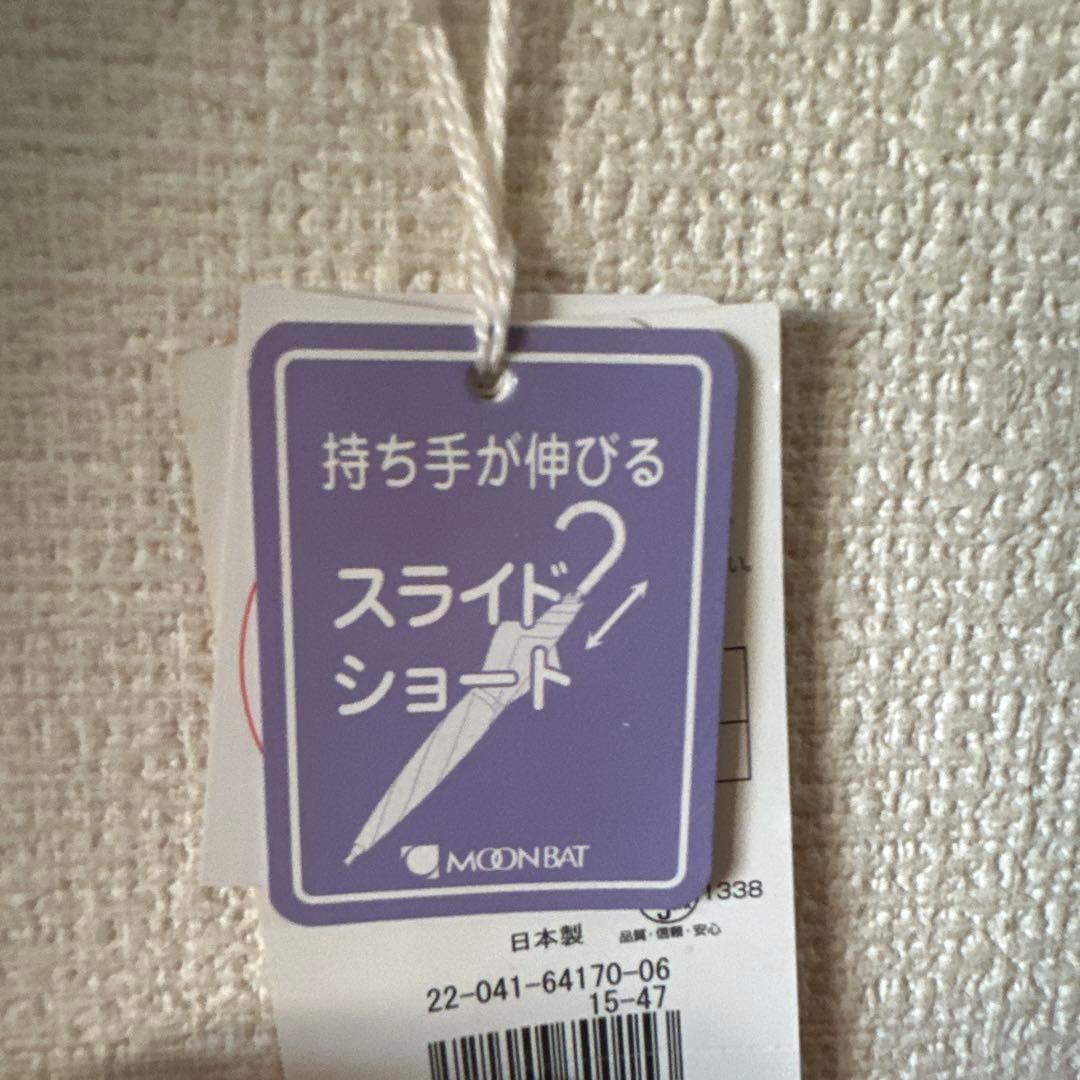 持ち手が伸びる
スライド
ショート
MOONBAT
1338
日本製
品質・信頼・安心
22-041-64170-06
15-47